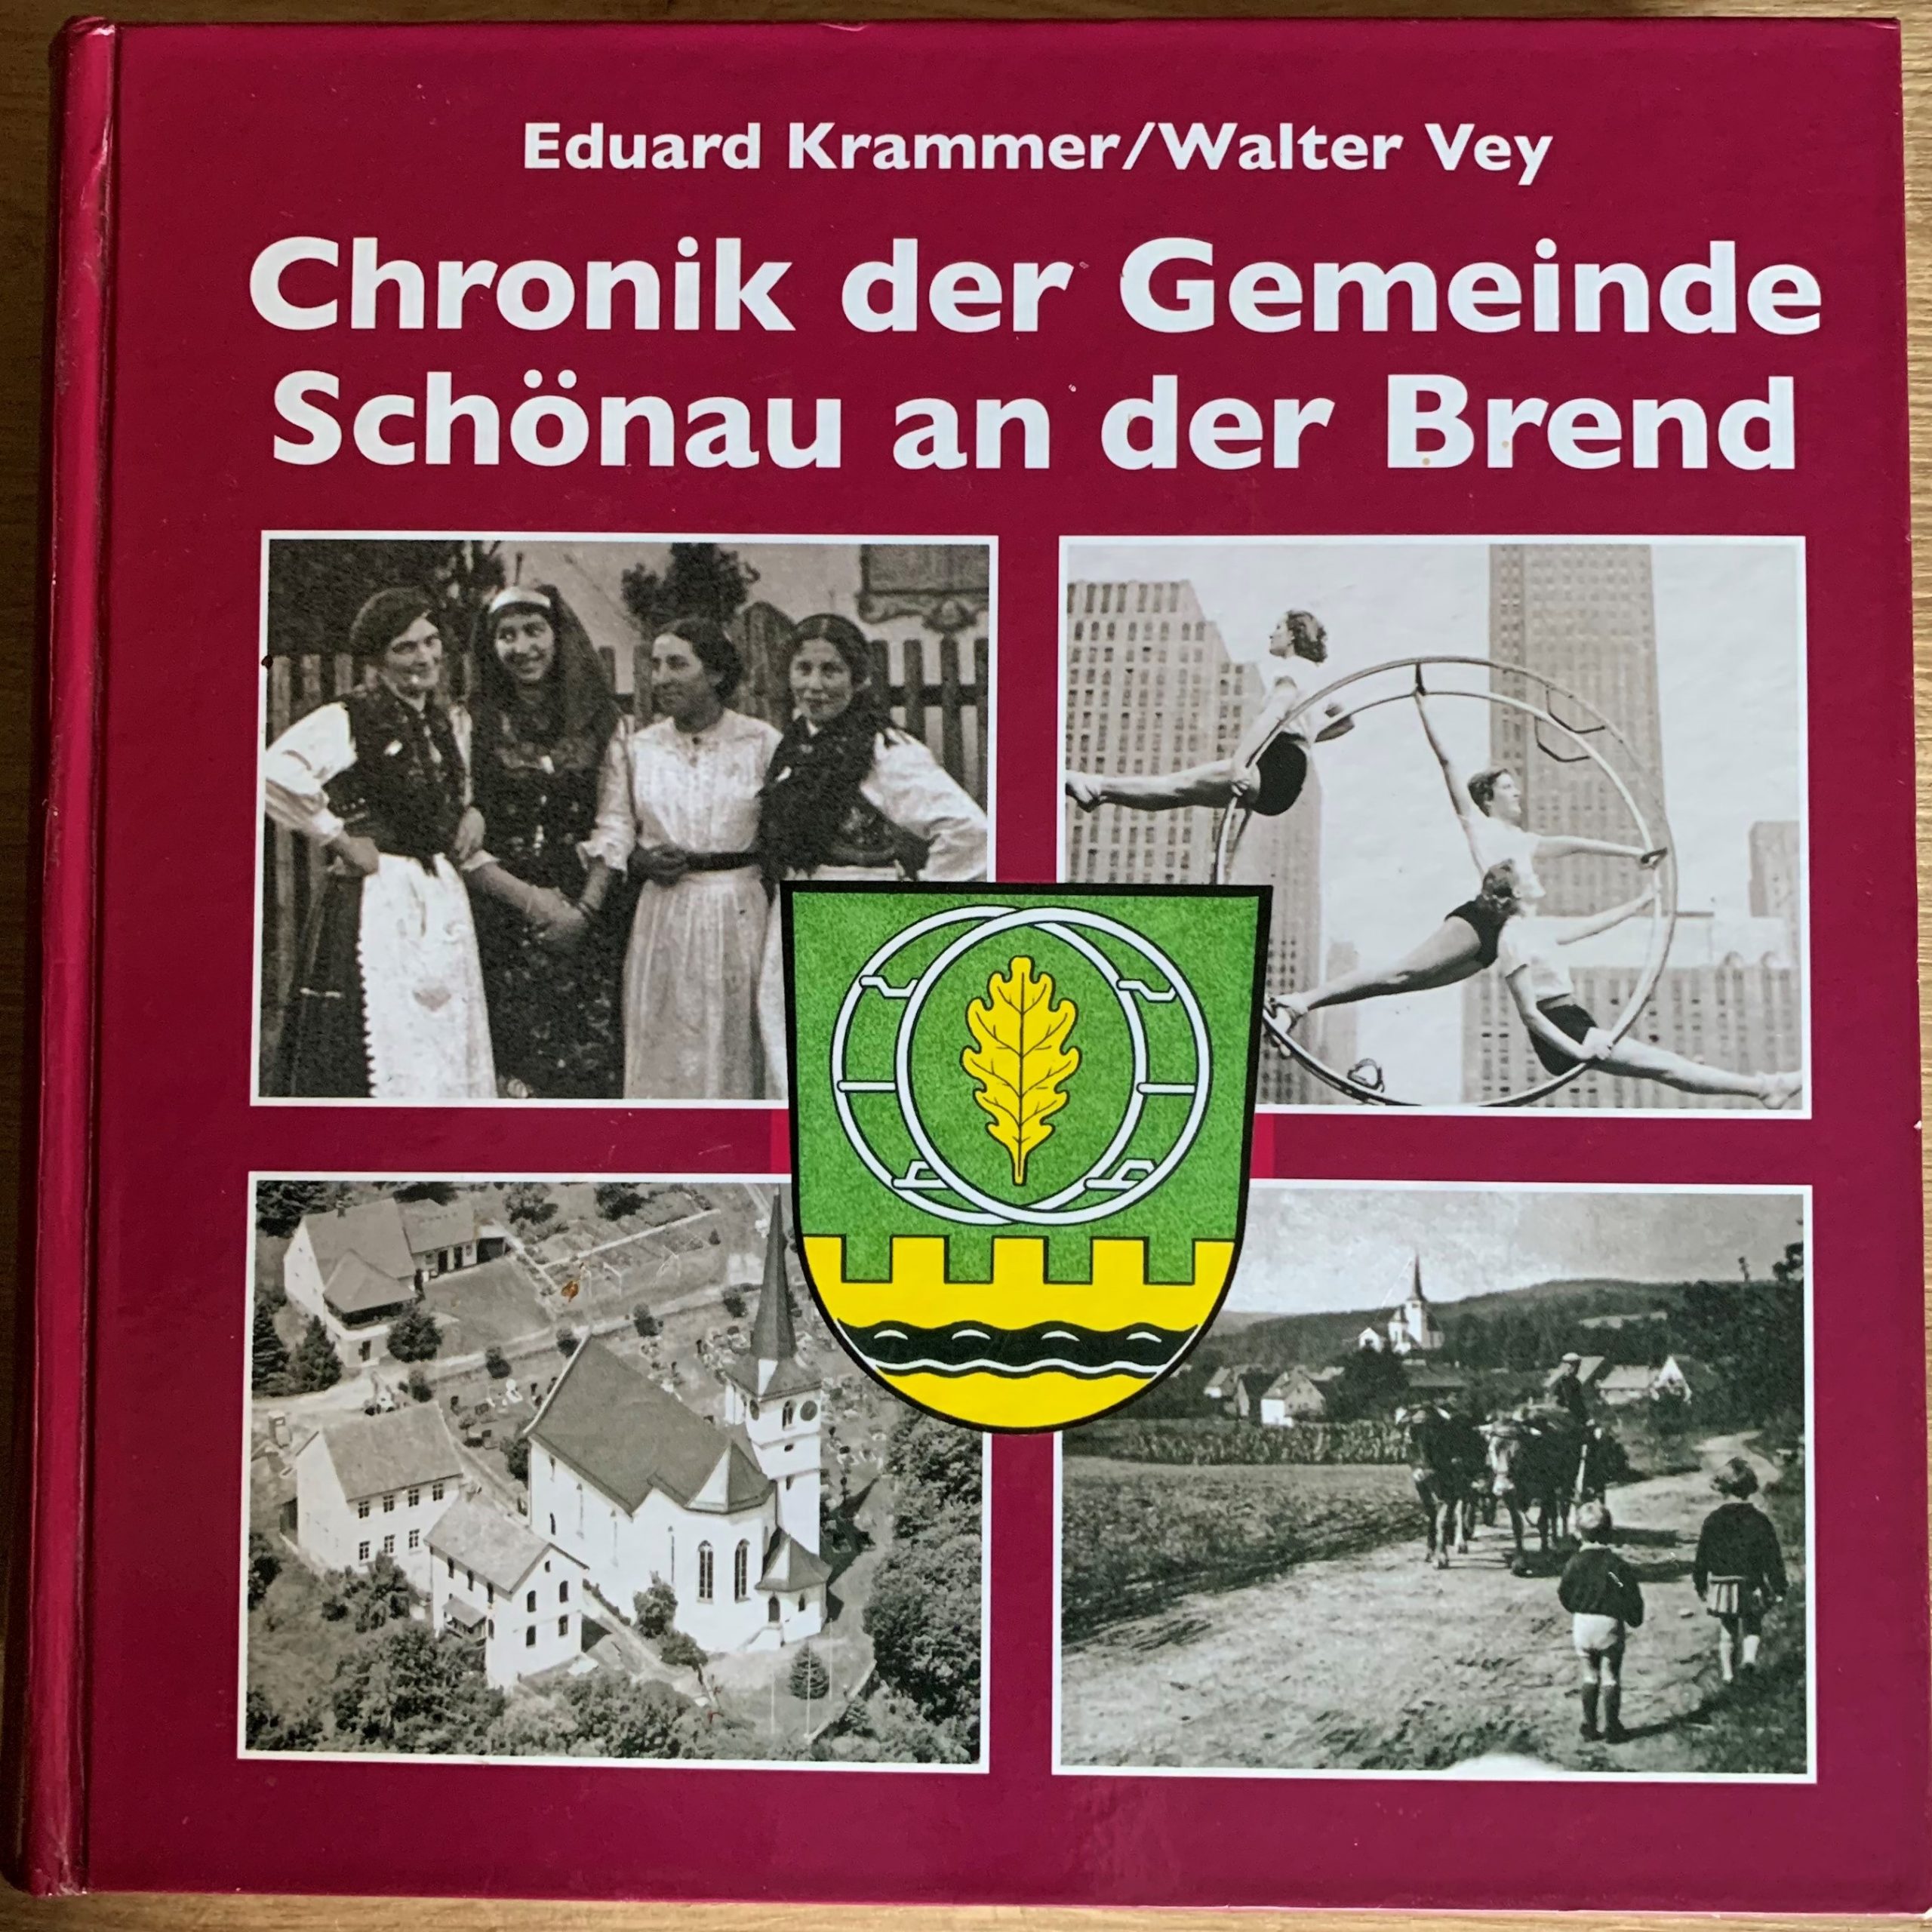 Eduard Krammer/Walter Vey
Chronik der Gemeinde
Schönau an der Brend